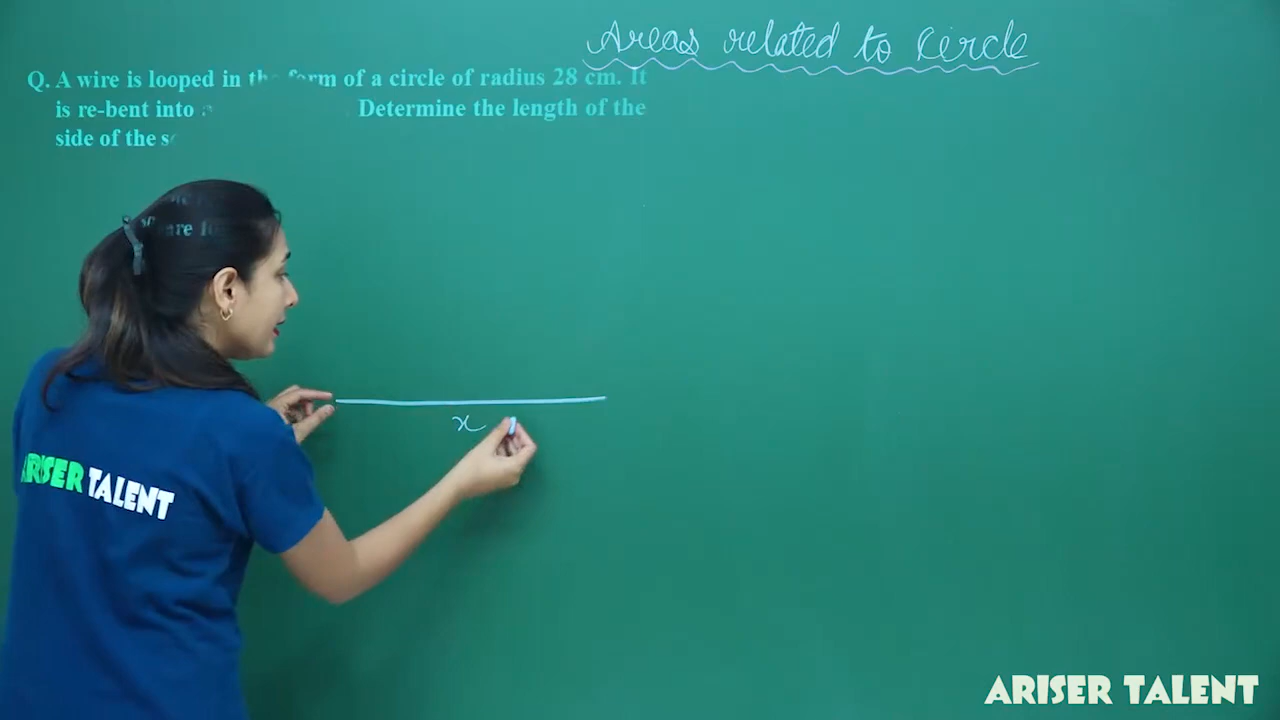 Areas related to Circle
Q. A wire is looped in the form of a circle of radius 28 cm. It
is re-bent into Determine the length of the
side of the
x
ARISER TALENT
ARISER TALENT